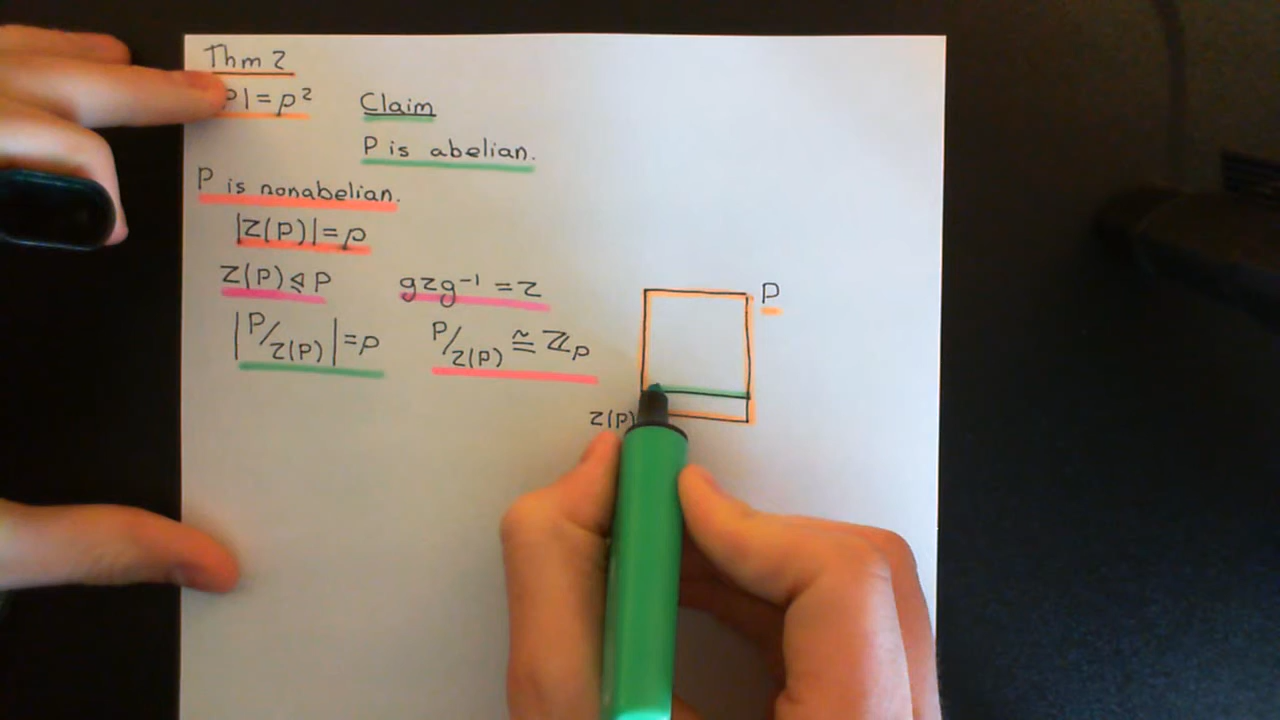 Thm 2
P|=p²
Claim
P is abelian.
P is nonabelian.
|Z(P)|=p
Z(P)⊴P
gzg⁻¹=z
|P/Z(P)|=p
P/Z(P)≅ℤp
P
Z(P)